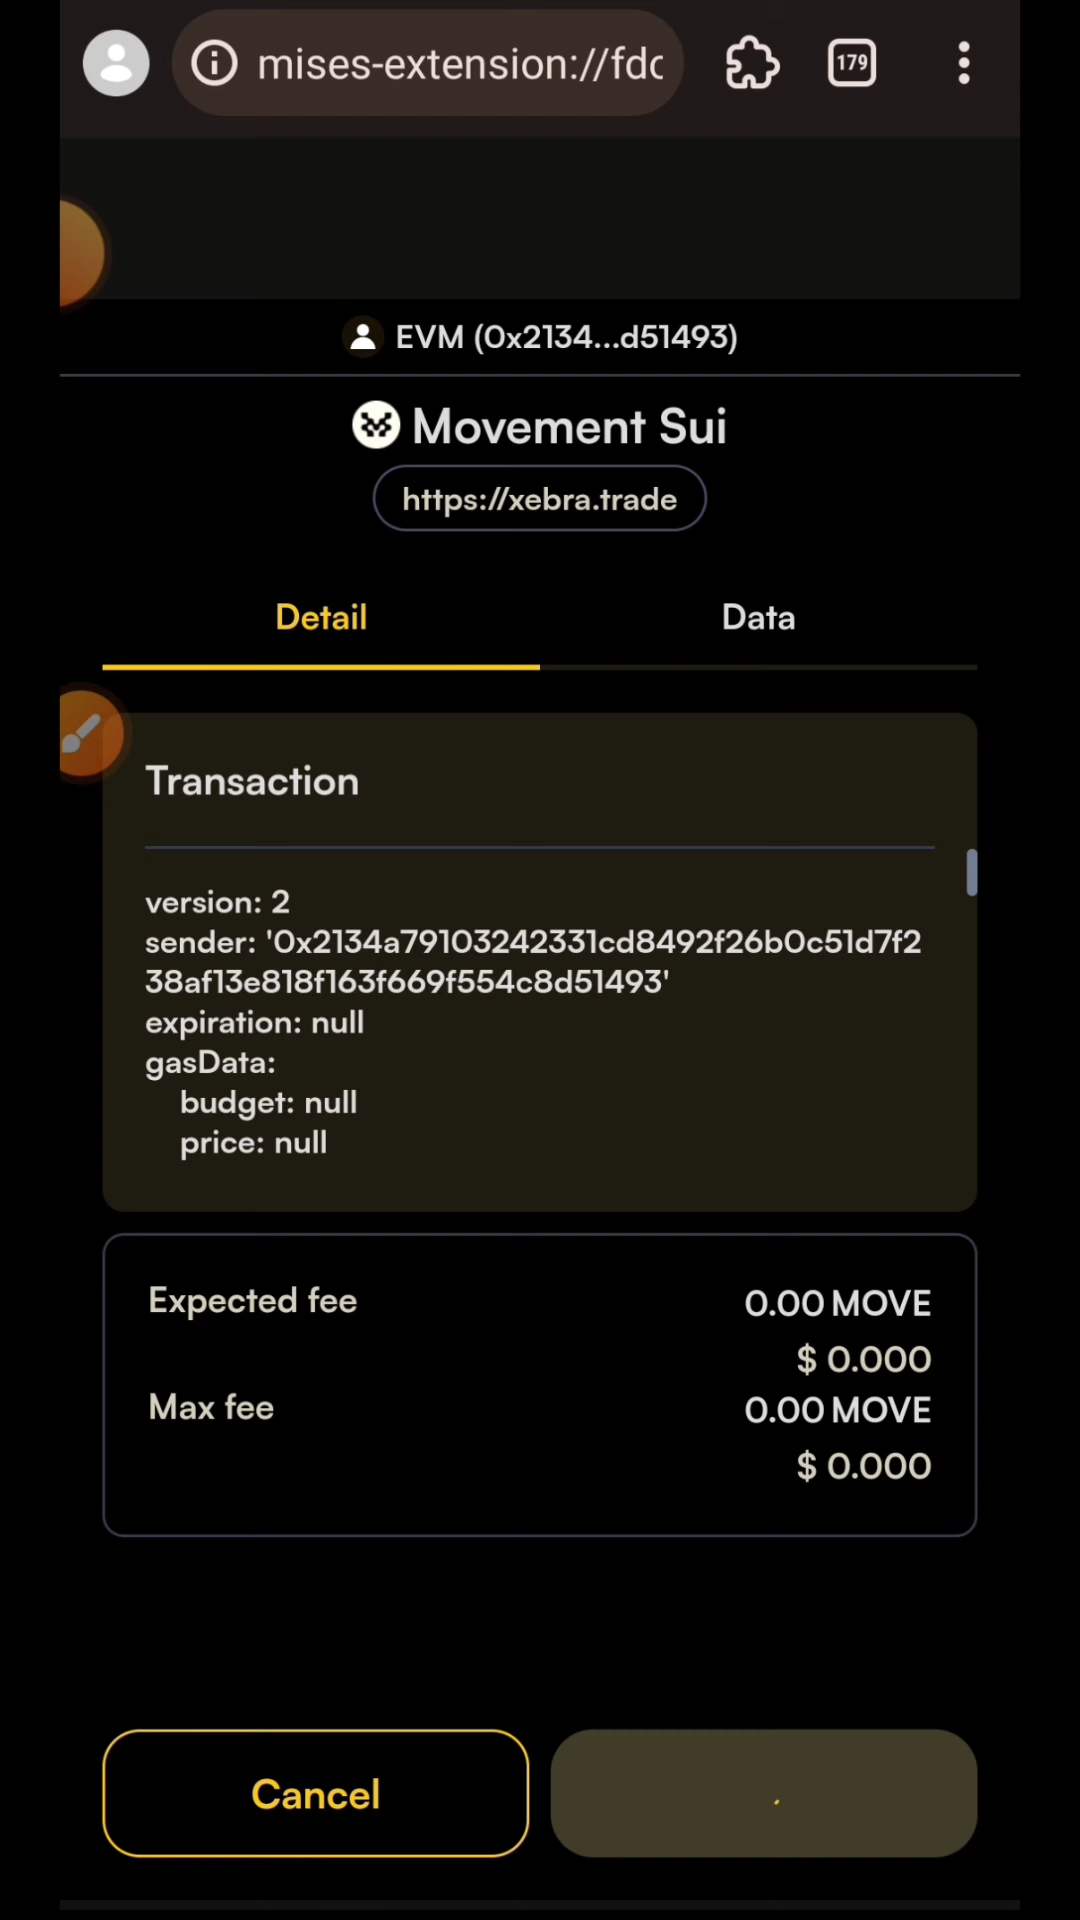 mises-extension://fdc
179
EVM (0x2134...d51493)
Movement Sui
https://xebra.trade
Detail
Data
Transaction
version: 2
sender: '0x2134a79103242331cd8492f26b0c51d7f2
38af13e818f163f669f554c8d51493'
expiration: null
gasData:
budget: null
price: null
Expected fee
0.00 MOVE
$ 0.000
Max fee
0.00 MOVE
$ 0.000
Cancel